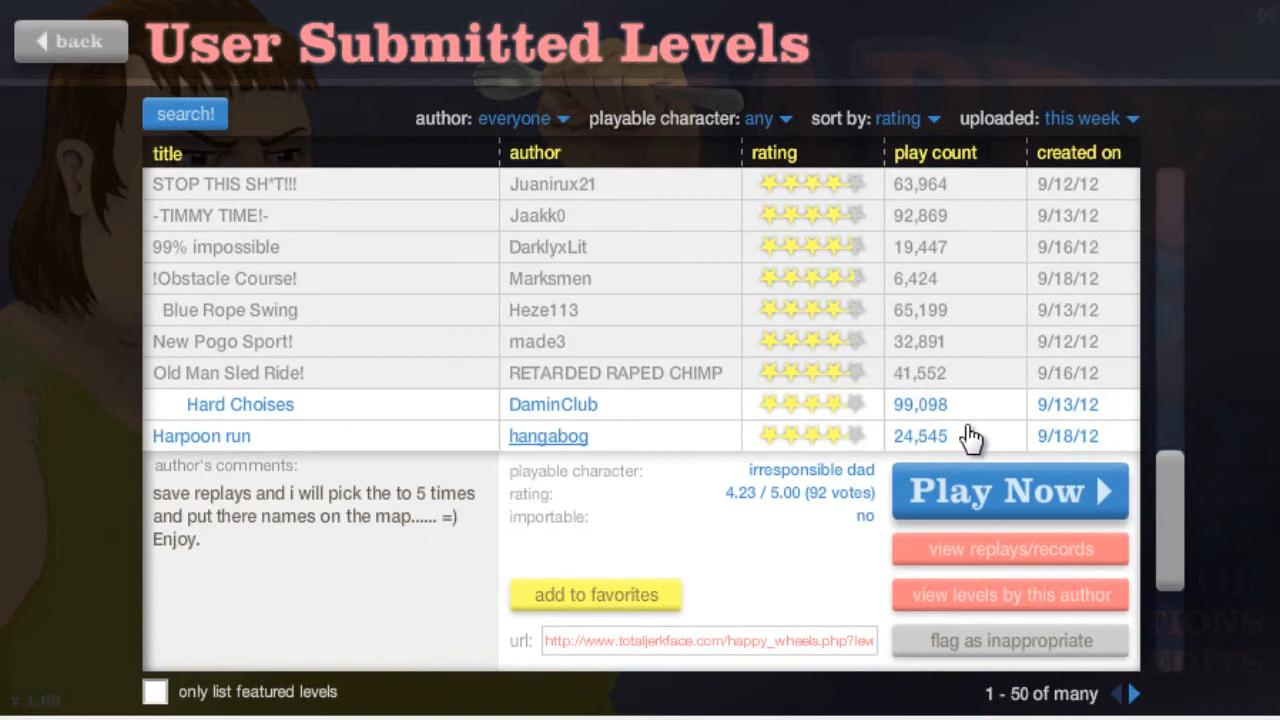 back
User Submitted Levels
search!
author: everyone playable character: any sort by: rating uploaded: this week
title author rating play count created on
STOP THIS SH*T!!! Juanirux21 63,964 9/12/12
-TIMMY TIME!- Jaakk0 92,869 9/13/12
99% impossible DarklyxLit 19,447 9/16/12
!Obstacle Course! Marksmen 6,424 9/18/12
Blue Rope Swing Heze113 65,199 9/13/12
New Pogo Sport! made3 32,891 9/12/12
Old Man Sled Ride! RETARDED RAPED CHIMP 41,552 9/16/12
Hard Choises DaminClub 99,098 9/13/12
Harpoon run hangabog 24,545 9/18/12
author's comments:
save replays and i will pick the to 5 times
and put there names on the map...... =)
Enjoy.
playable character: irresponsible dad
rating: 4.23 / 5.00 (92 votes)
importable: no
add to favorites
url: http://www.totaljerkface.com/happy_wheels.php?leve
Play Now
view replays/records
view levels by this author
flag as inappropriate
only list featured levels
1 - 50 of many
v 1.68